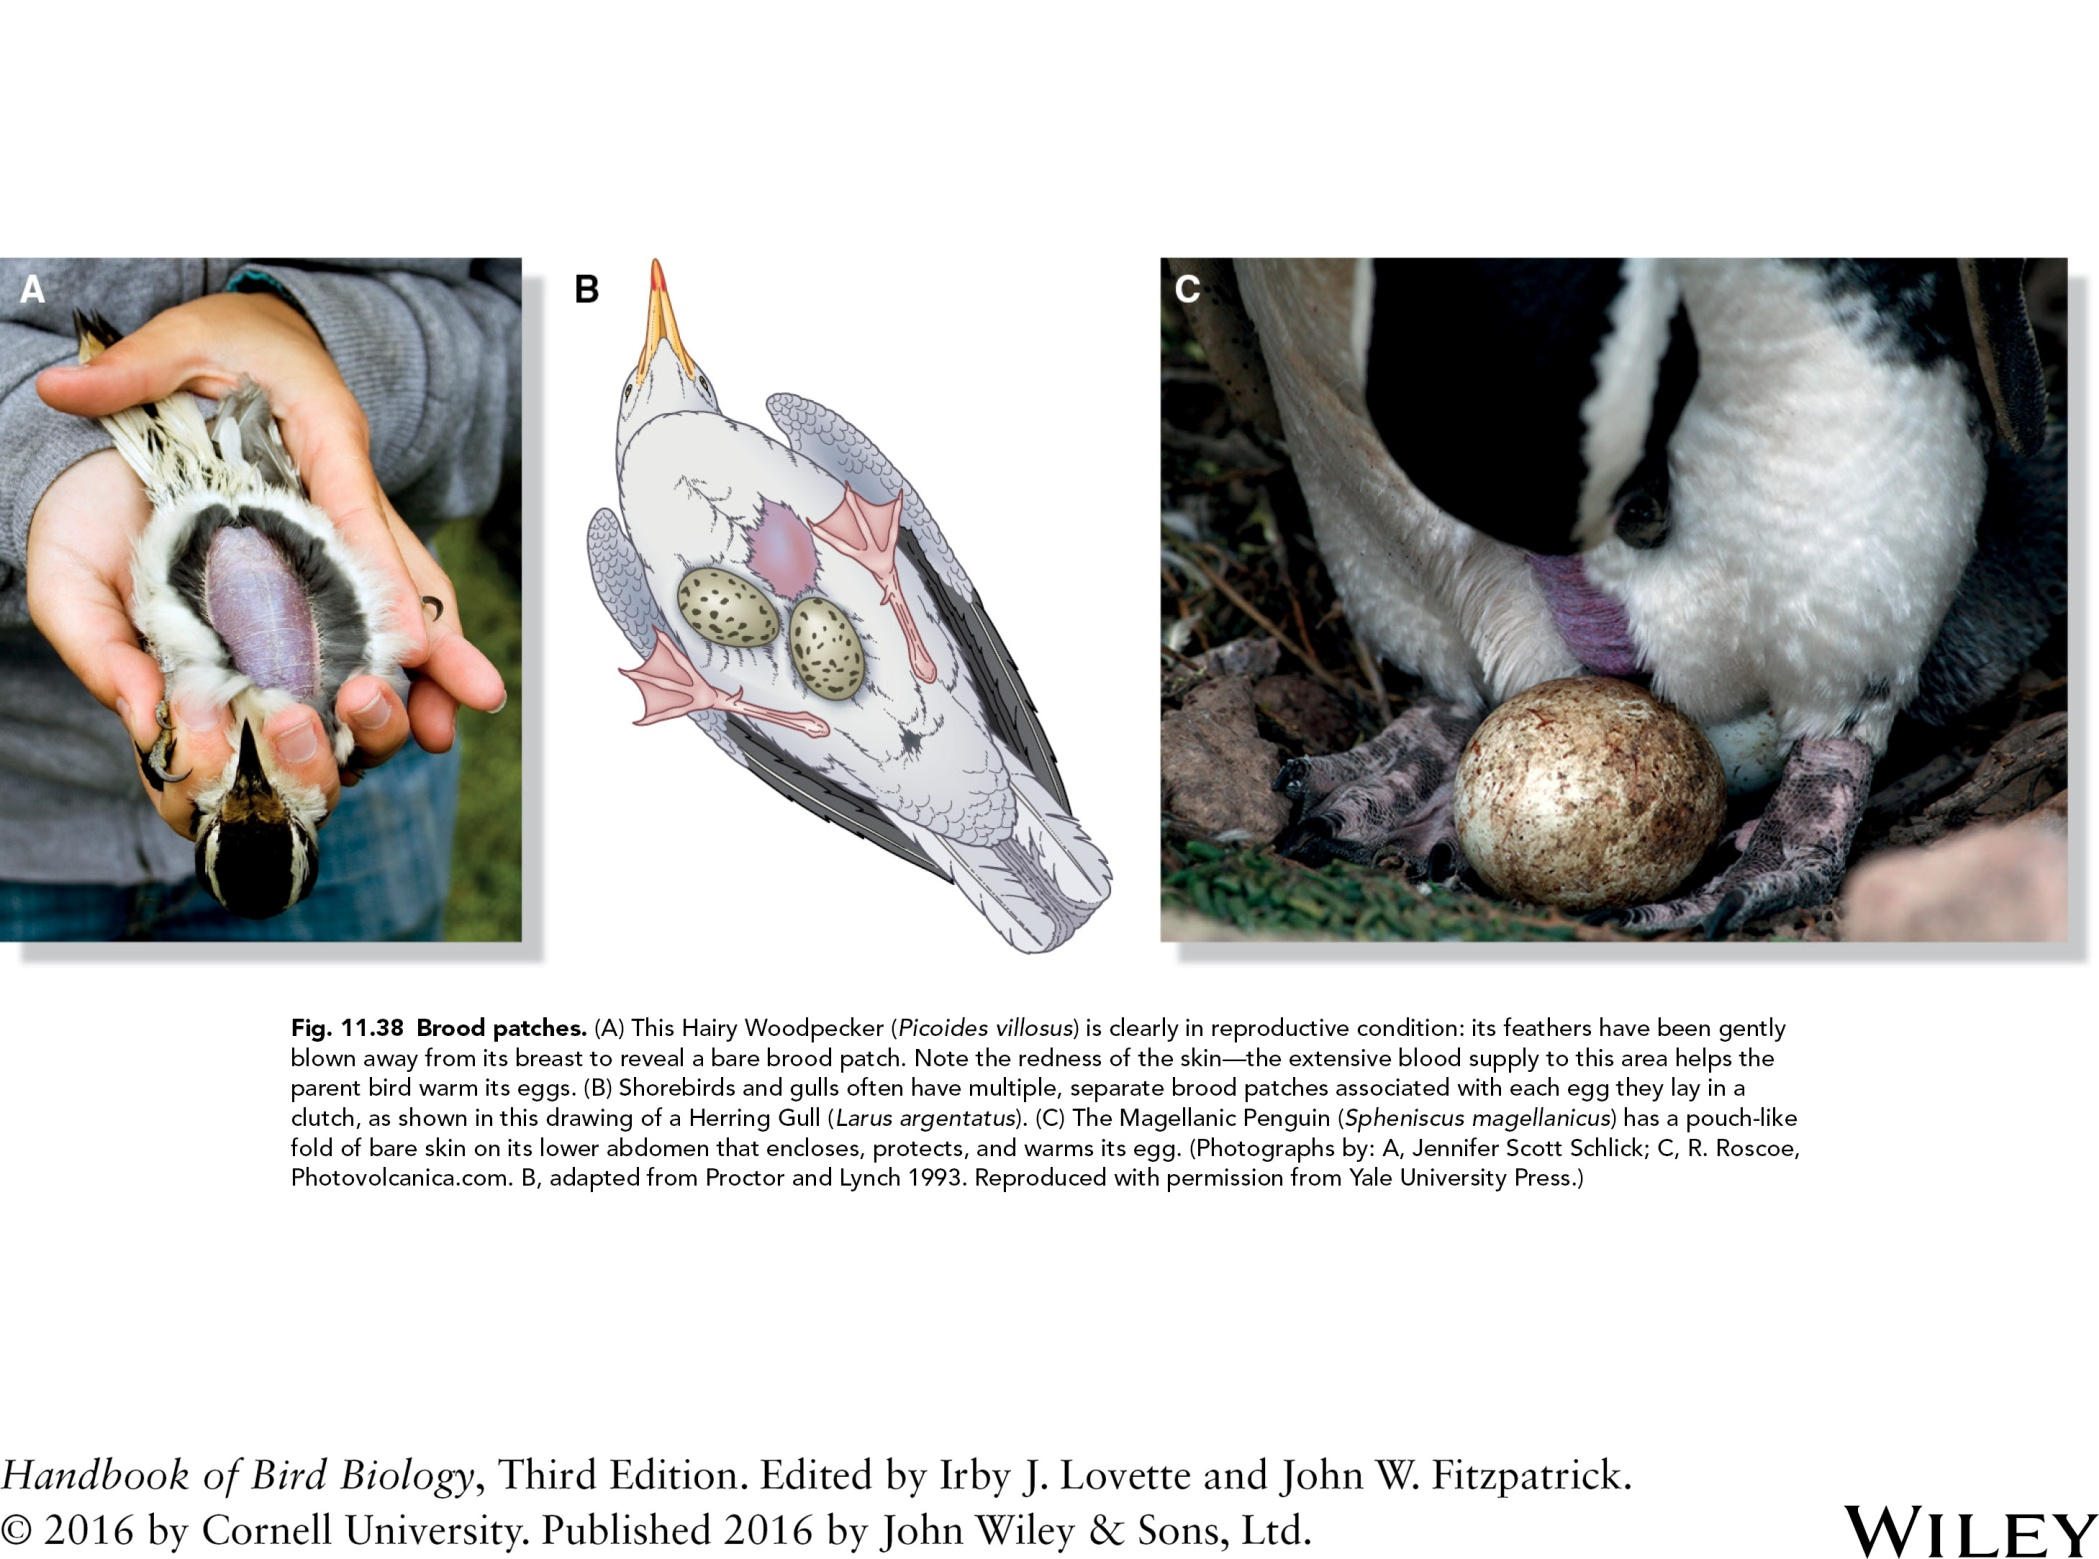 A
B
C
Fig. 11.38 Brood patches. (A) This Hairy Woodpecker (Picoides villosus) is clearly in reproductive condition: its feathers have been gently
blown away from its breast to reveal a bare brood patch. Note the redness of the skin—the extensive blood supply to this area helps the
parent bird warm its eggs. (B) Shorebirds and gulls often have multiple, separate brood patches associated with each egg they lay in a
clutch, as shown in this drawing of a Herring Gull (Larus argentatus). (C) The Magellanic Penguin (Spheniscus magellanicus) has a pouch-like
fold of bare skin on its lower abdomen that encloses, protects, and warms its egg. (Photographs by: A, Jennifer Scott Schlick; C, R. Roscoe,
Photovolcanica.com. B, adapted from Proctor and Lynch 1993. Reproduced with permission from Yale University Press.)
Handbook of Bird Biology, Third Edition. Edited by Irby J. Lovette and John W. Fitzpatrick.
© 2016 by Cornell University. Published 2016 by John Wiley & Sons, Ltd.
WILEY